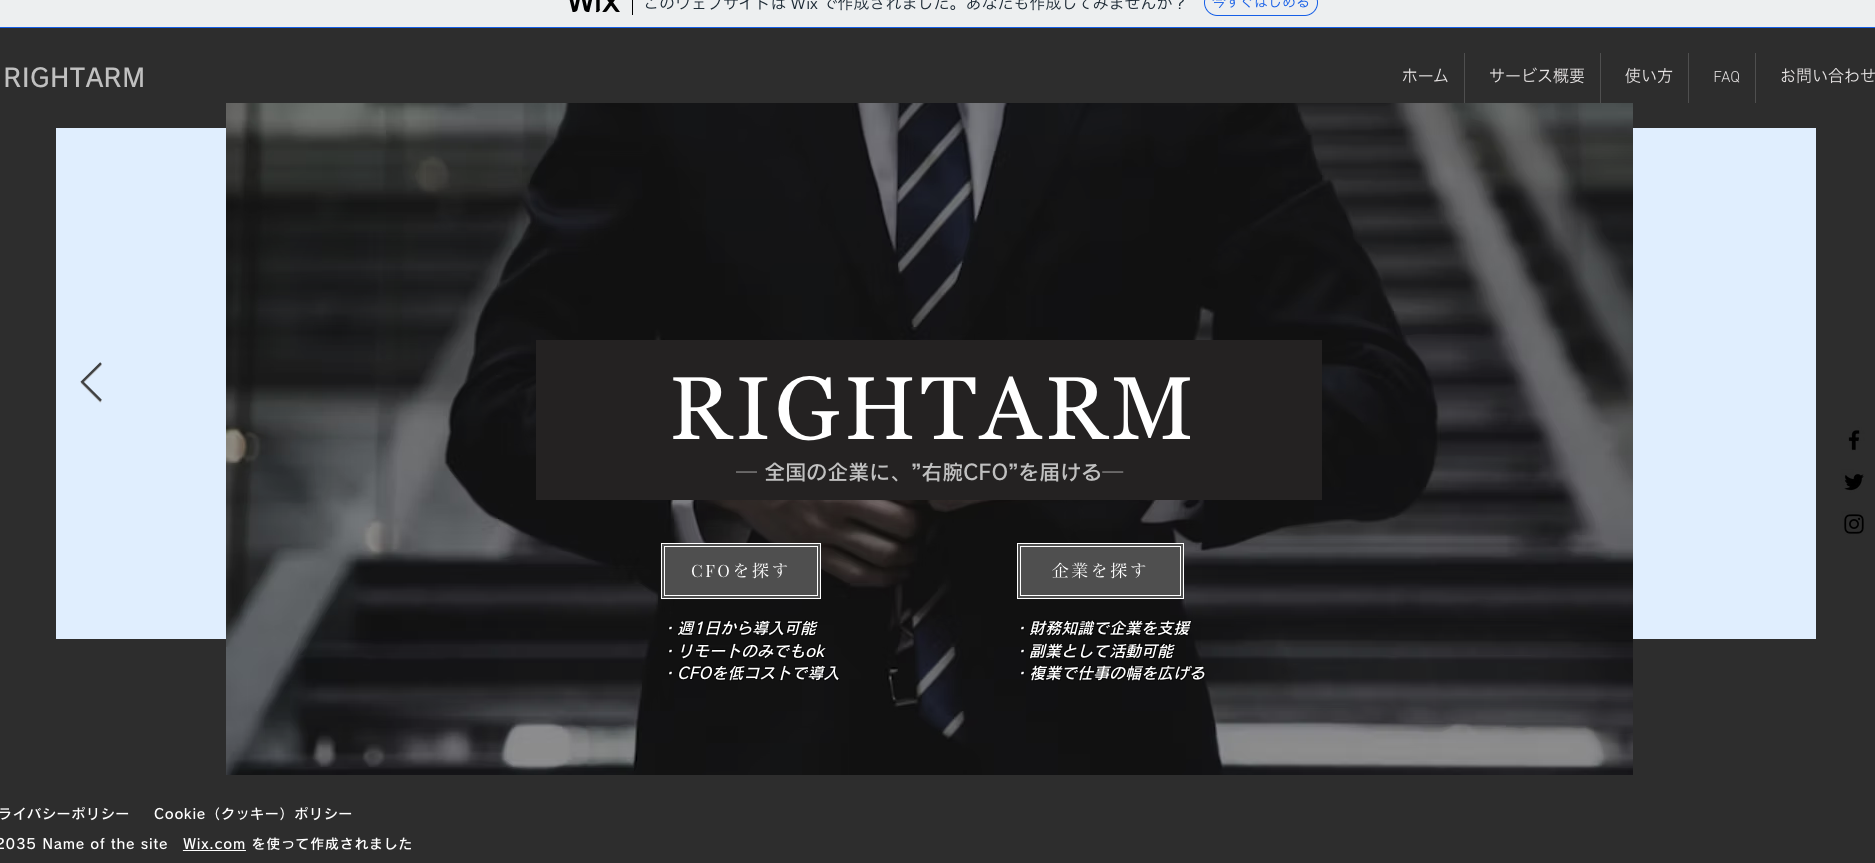 WIX このウェブサイトは Wix で作成されました。あなたも作成してみませんか？ 今すぐはじめる
RIGHTARM
ホーム サービス概要 使い方 FAQ お問い合わせ
RIGHTARM
― 全国の企業に、”右腕CFO”を届ける―
CFOを探す
企業を探す
・週1日から導入可能
・リモートのみでもok
・CFOを低コストで導入
・財務知識で企業を支援
・副業として活動可能
・複業で仕事の幅を広げる
ライバシーポリシー Cookie（クッキー）ポリシー
2035 Name of the site Wix.com を使って作成されました